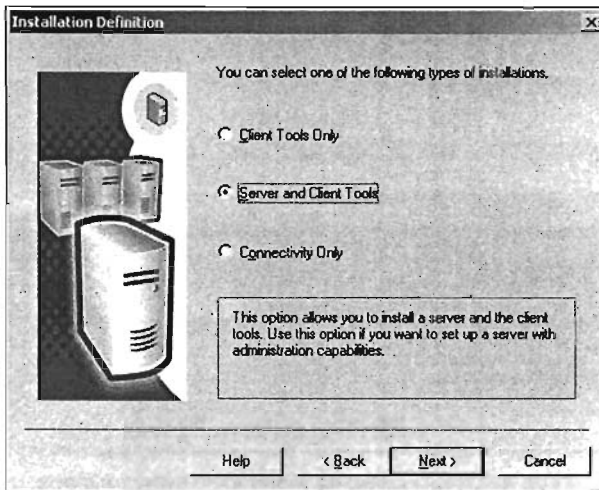 Installation Definition
You can select one of the following types of installations.
Client Tools Only
Server and Client Tools
Connectivity Only
This option allows you to install a server and the client
tools. Use this option if you want to set up a server with
administration capabilities.
Help
< Back
Next >
Cancel